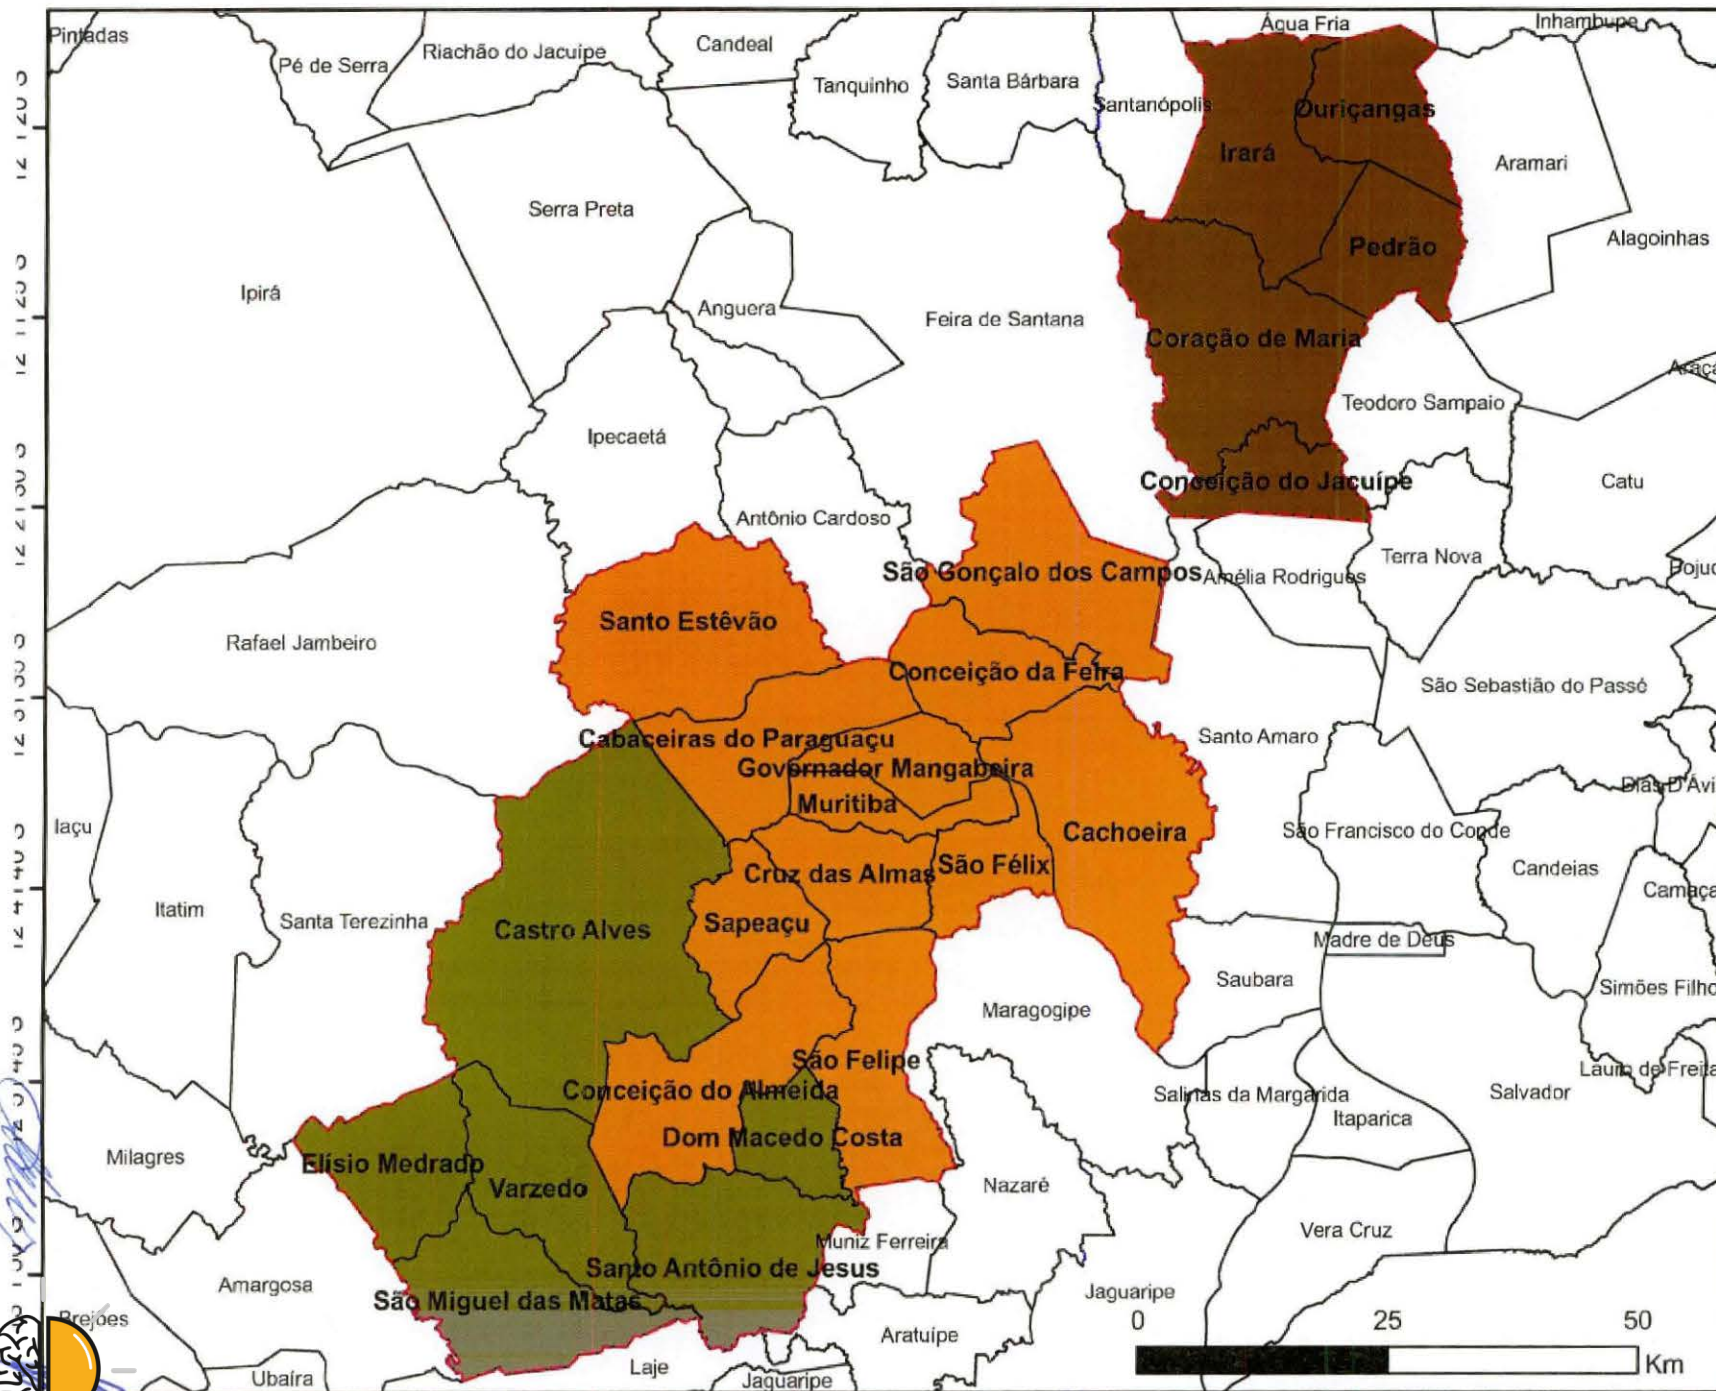 Pintadas
Pé de Serra
Riachão do Jacuípe
Candeal
Tanquinho
Santa Bárbara
Santanópolis
Água Fria
Inhambupe
Ouriçangas
Irará
Aramari
Serra Preta
Pedrão
Alagoinhas
Ipirá
Anguera
Feira de Santana
Coração de Maria
Teodoro Sampaio
Ipecaetá
Conceição do Jacuípe
Catu
Antônio Cardoso
Terra Nova
São Gonçalo dos Campos
Amélia Rodrigues
Santo Estêvão
Rafael Jambeiro
Conceição da Feira
São Sebastião do Passé
Cabaceiras do Paraguaçu
Santo Amaro
Governador Mangabeira
Muritiba
Iaçu
Cachoeira
São Francisco do Conde
Cruz das Almas
São Félix
Candeias
Itatim
Santa Terezinha
Castro Alves
Sapeaçu
Madre de Deus
Saubara
Simões Filho
Maragogipe
São Felipe
Conceição do Almeida
Salinas da Margarida
Salvador
Itaparica
Dom Macedo Costa
Milagres
Elísio Medrado
Varzedo
Nazaré
Muniz Ferreira
Vera Cruz
Santo Antônio de Jesus
Amargosa
São Miguel das Matas
Jaguaripe
Brejões
Aratuípe
0 25 50
Km
Laje
Ubaíra
Jaguaripe